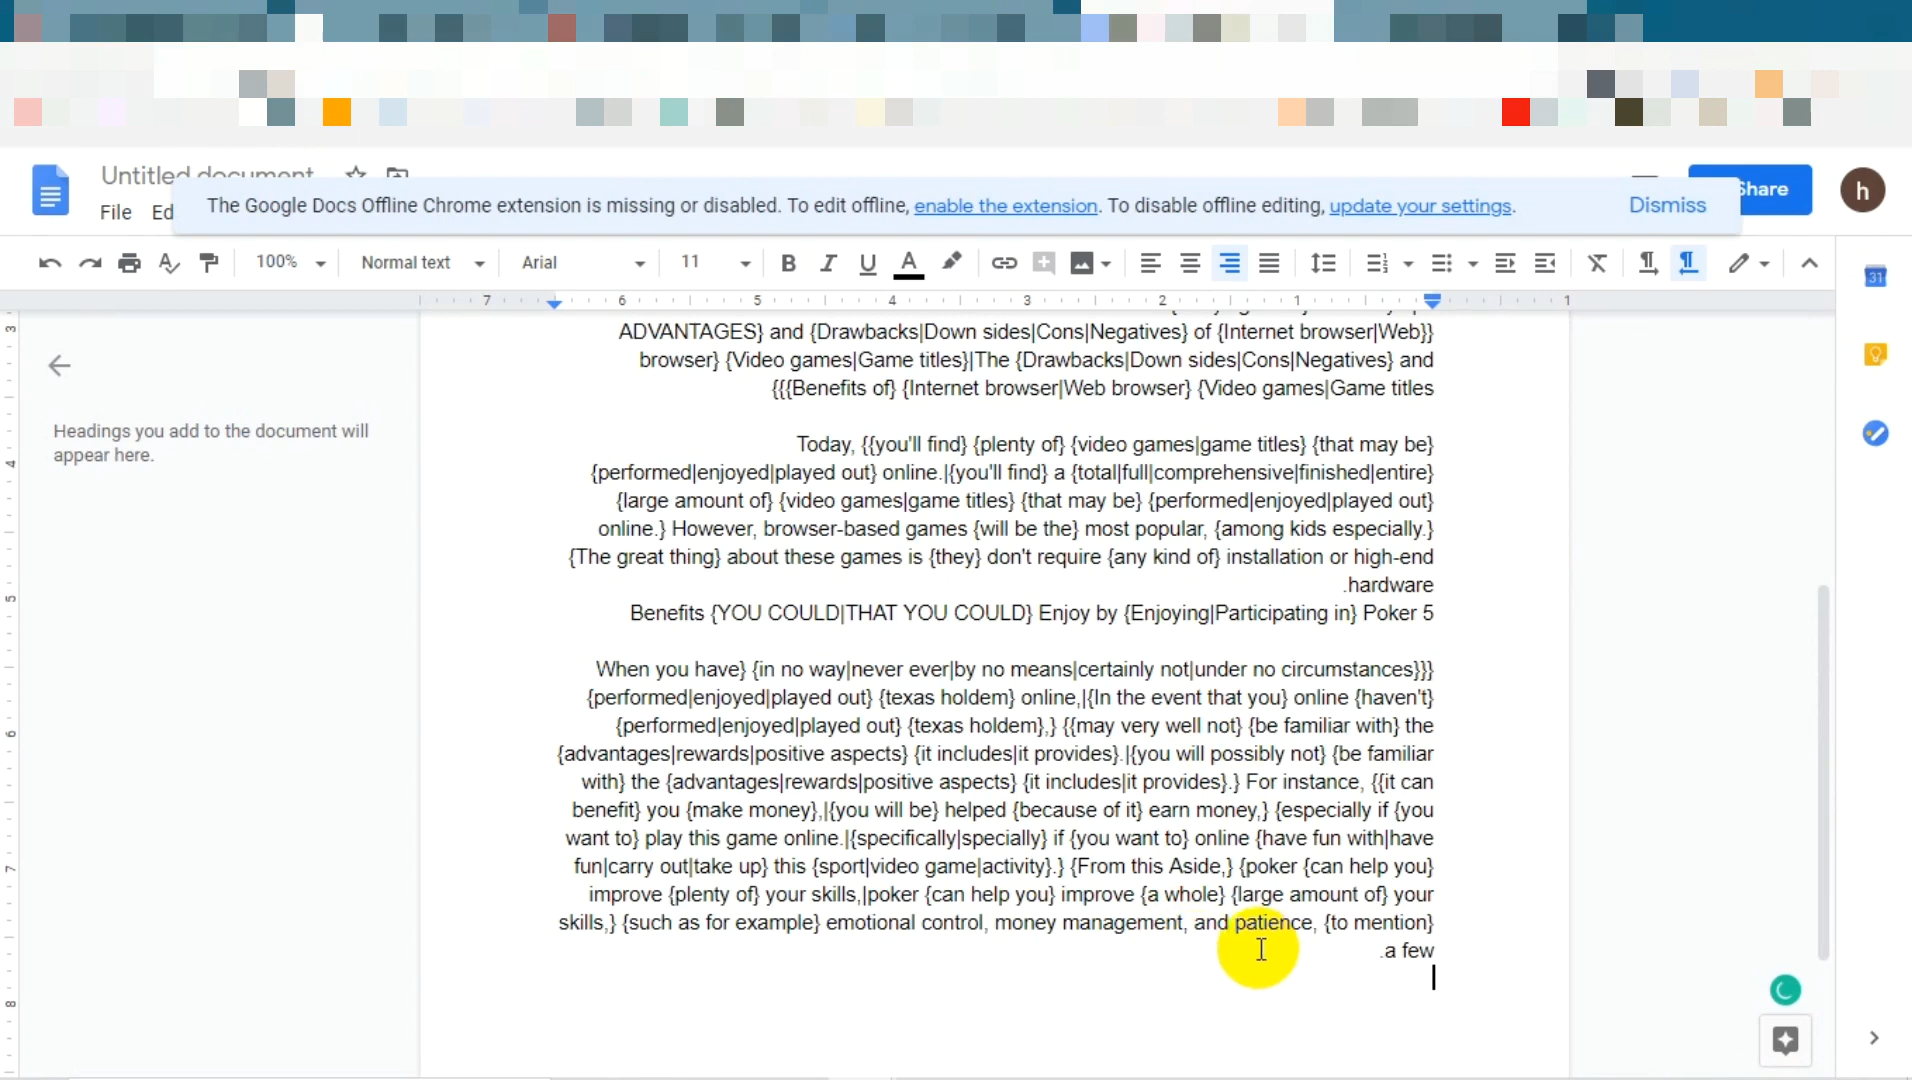 Untitled document
File Ed
The Google Docs Offline Chrome extension is missing or disabled. To edit offline, enable the extension. To disable offline editing, update your settings.
Dismiss
Share
h
100% Normal text Arial 11
31
7 6 5 4 3 2 1 1
Headings you add to the document will
appear here.
ADVANTAGES} and {Drawbacks|Down sides|Cons|Negatives} of {Internet browser|Web}}
browser} {Video games|Game titles}|The {Drawbacks|Down sides|Cons|Negatives} and
{{{Benefits of} {Internet browser|Web browser} {Video games|Game titles
Today, {{you'll find} {plenty of} {video games|game titles} {that may be}
{performed|enjoyed|played out} online.|{you'll find} a {total|full|comprehensive|finished|entire}
{large amount of} {video games|game titles} {that may be} {performed|enjoyed|played out}
online.} However, browser-based games {will be the} most popular, {among kids especially.}
{The great thing} about these games is {they} don't require {any kind of} installation or high-end
.hardware
Benefits {YOU COULD|THAT YOU COULD} Enjoy by {Enjoying|Participating in} Poker 5
When you have} {in no way|never ever|by no means|certainly not|under no circumstances}}}
{performed|enjoyed|played out} {texas holdem} online,|{In the event that you} online {haven't}
{performed|enjoyed|played out} {texas holdem},} {{may very well not} {be familiar with} the
{advantages|rewards|positive aspects} {it includes|it provides}.|{you will possibly not} {be familiar
with} the {advantages|rewards|positive aspects} {it includes|it provides}.} For instance, {{it can
benefit} you {make money},|{you will be} helped {because of it} earn money,} {especially if {you
want to} play this game online.|{specifically|specially} if {you want to} online {have fun with|have
fun|carry out|take up} this {sport|video game|activity}.} {From this Aside,} {poker {can help you}
improve {plenty of} your skills,|poker {can help you} improve {a whole} {large amount of} your
skills,} {such as for example} emotional control, money management, and patience, {to mention}
.a few
3
4
5
6
7
8